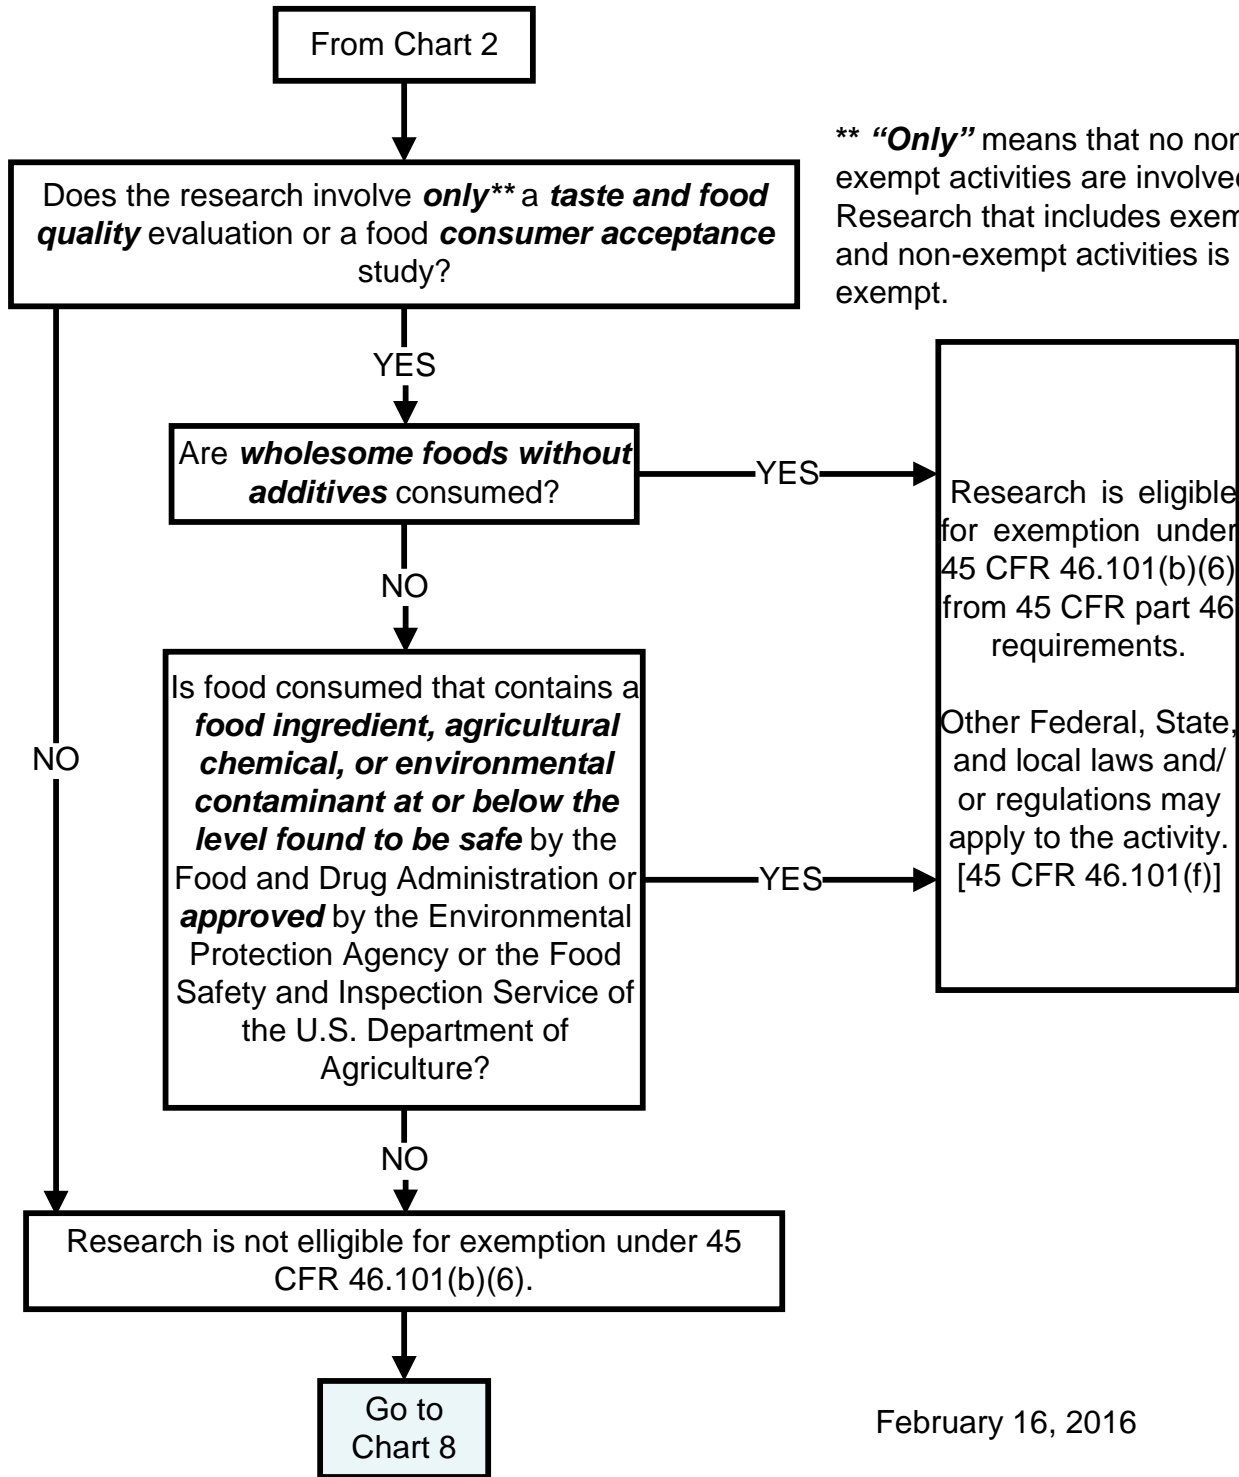 From Chart 2
Does the research involve only** a taste and food
quality evaluation or a food consumer acceptance
study?
** “Only” means that no non
exempt activities are involve
Research that includes exem
and non-exempt activities is
exempt.
YES
Are wholesome foods without
additives consumed?
YES
NO
Is food consumed that contains a
food ingredient, agricultural
chemical, or environmental
contaminant at or below the
level found to be safe by the
Food and Drug Administration or
approved by the Environmental
Protection Agency or the Food
Safety and Inspection Service of
the U.S. Department of
Agriculture?
YES
Research is eligible
for exemption under
45 CFR 46.101(b)(6)
from 45 CFR part 46
requirements.
Other Federal, State,
and local laws and/
or regulations may
apply to the activity.
[45 CFR 46.101(f)]
NO
NO
Research is not elligible for exemption under 45
CFR 46.101(b)(6).
Go to
Chart 8
February 16, 2016